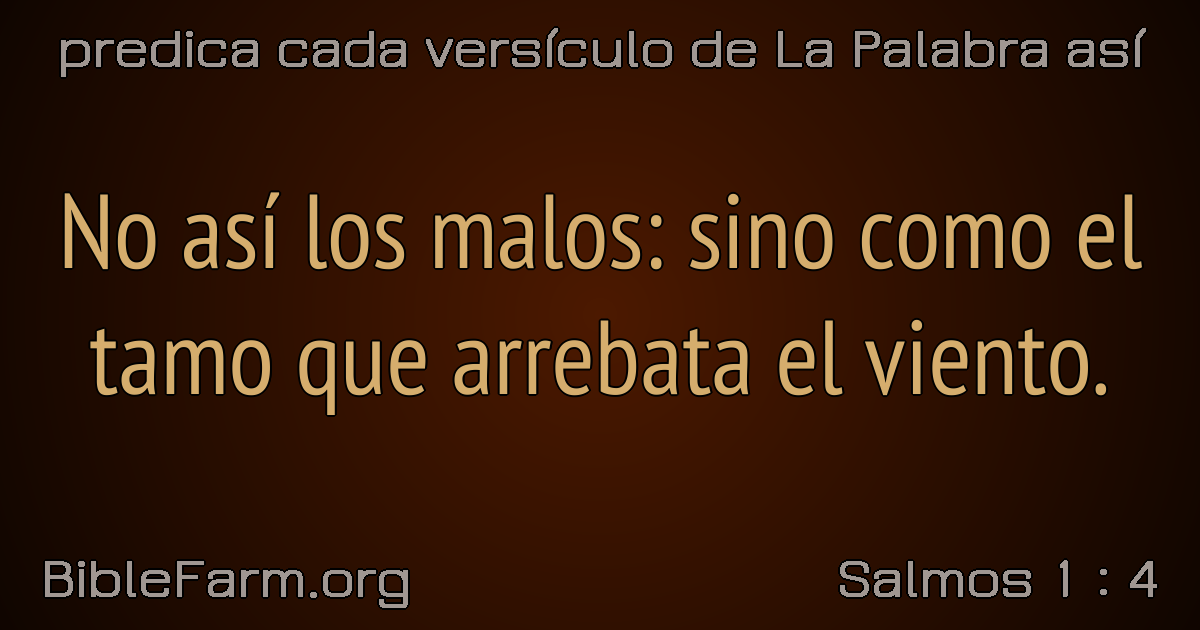 predica cada versículo de La Palabra así
No así los malos: sino como el
tamo que arrebata el viento.
BibleFarm.org
Salmos 1 : 4